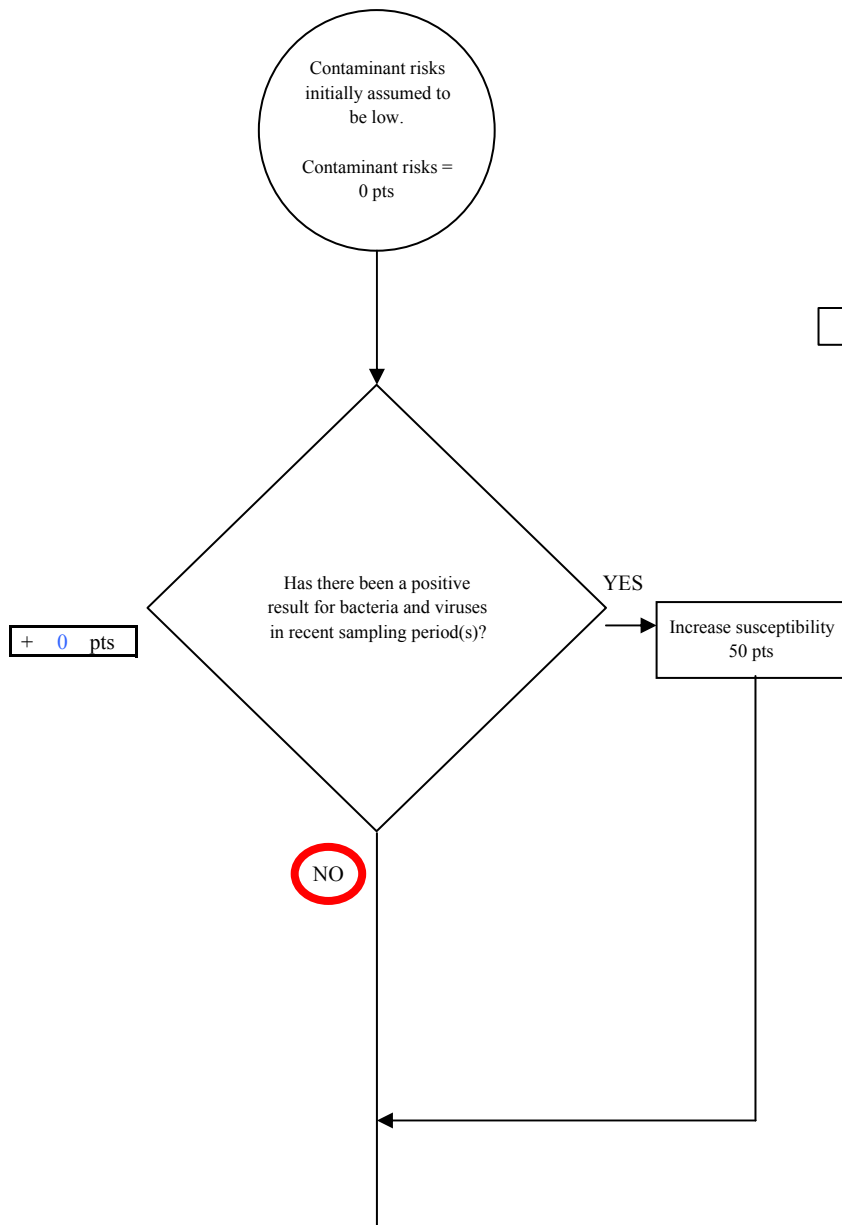 Contaminant risks
initially assumed to
be low.
Contaminant risks =
0 pts
Has there been a positive
result for bacteria and viruses
in recent sampling period(s)?
YES
+ 0 pts
Increase susceptibility
50 pts
NO